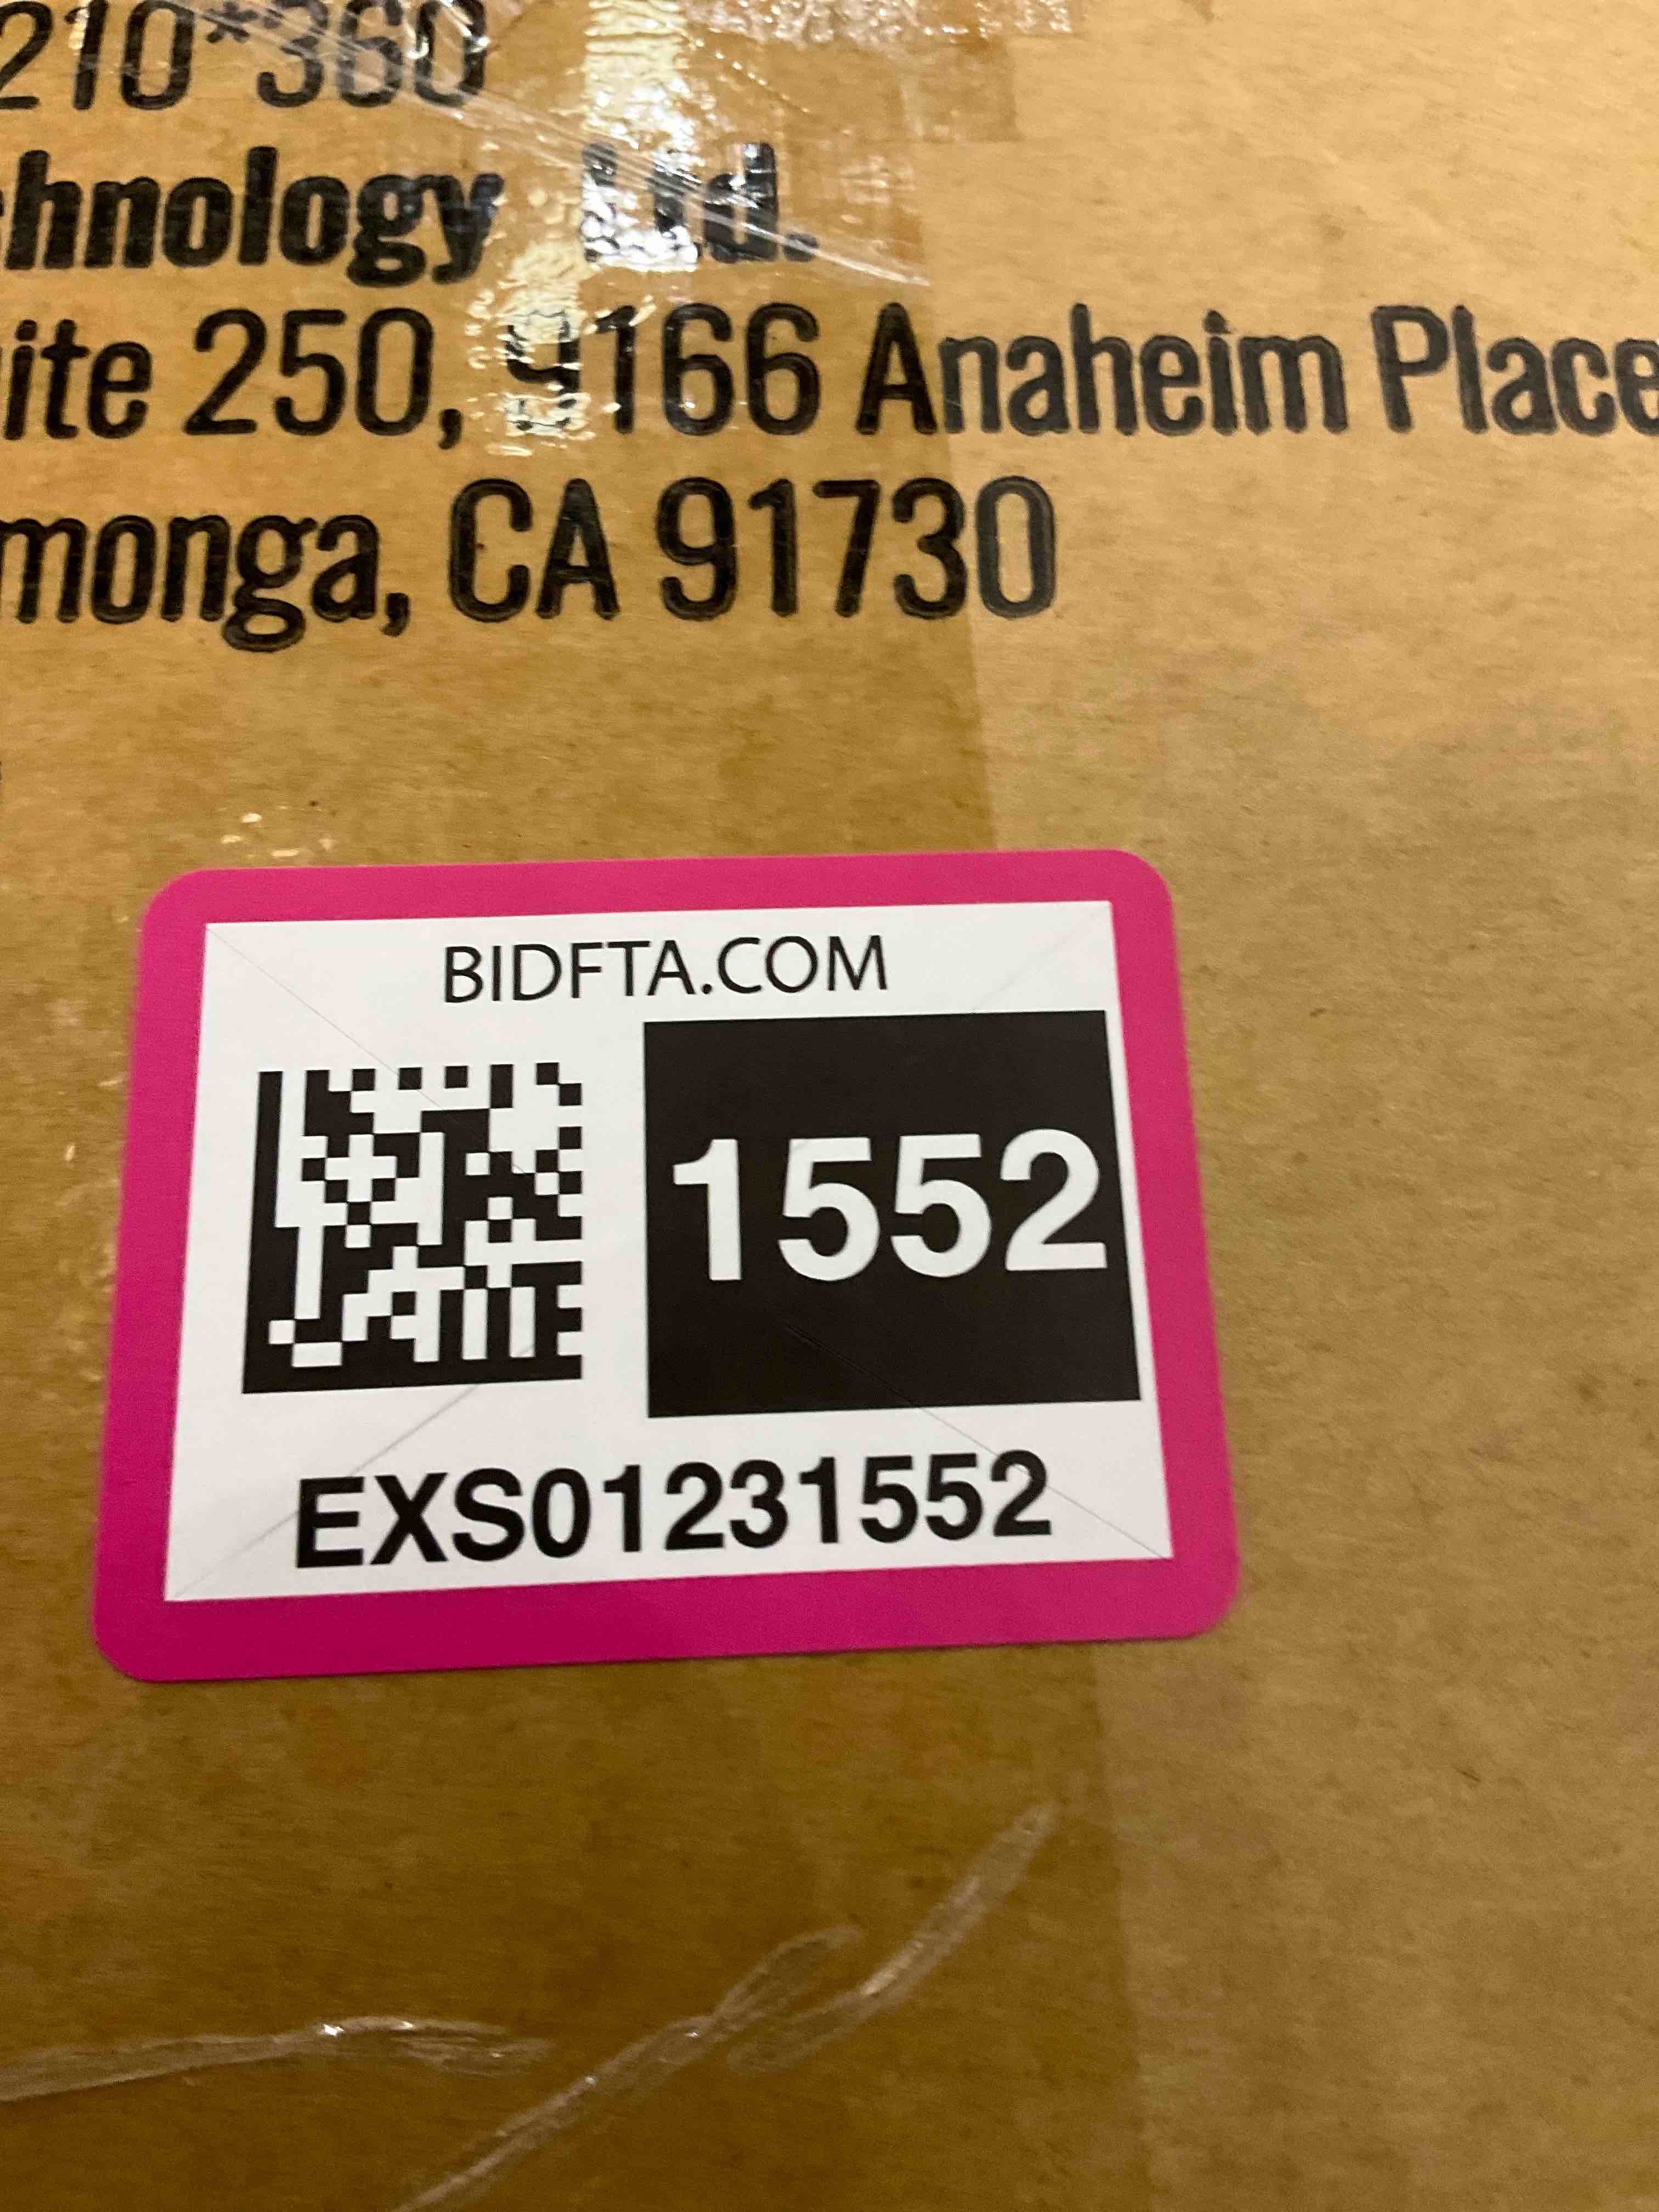 210*360
chnology Ltd.
ite 250, 9166 Anaheim Place
monga, CA 91730
BIDFTA.COM
1552
EXS01231552